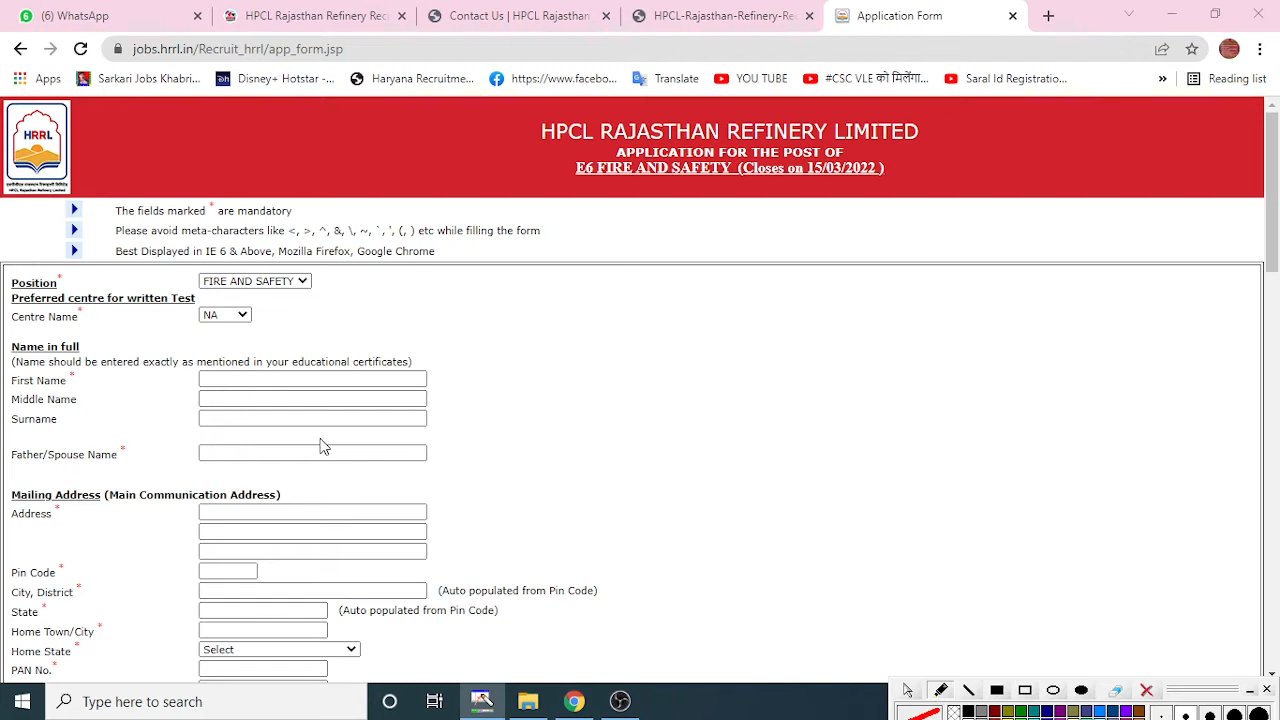 (6) WhatsApp
HPCL Rajasthan Refinery Rec
Contact Us | HPCL Rajasthan
HPCL-Rajasthan-Refinery-Re
Application Form
jobs.hrrl.in/Recruit_hrrl/app_form.jsp
Apps
Sarkari Jobs Khabri...
Disney+ Hotstar -...
Haryana Recruitme...
https://www.facebo...
Translate
YOU TUBE
#CSC VLE को मिलेंगा...
Saral Id Registratio...
»
Reading list
HRRL
HPCL Rajasthan Refinery Limited
HPCL RAJASTHAN REFINERY LIMITED
APPLICATION FOR THE POST OF
E6 FIRE AND SAFETY (Closes on 15/03/2022 )
The fields marked * are mandatory
Please avoid meta-characters like <, >, ^, &, \, ~, `, ', (, ) etc while filling the form
Best Displayed in IE 6 & Above, Mozilla Firefox, Google Chrome
Position* FIRE AND SAFETY
Preferred centre for written Test
Centre Name* NA
Name in full
(Name should be entered exactly as mentioned in your educational certificates)
First Name *
Middle Name
Surname
Father/Spouse Name *
Mailing Address (Main Communication Address)
Address *
Pin Code *
City, District * (Auto populated from Pin Code)
State * (Auto populated from Pin Code)
Home Town/City *
Home State * Select
PAN No.*
Type here to search